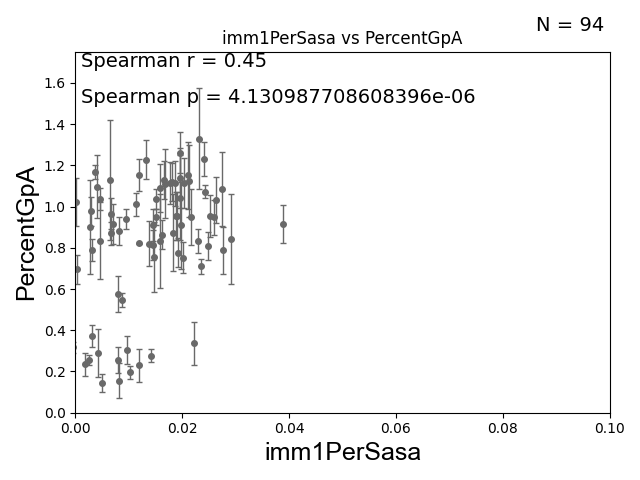 N = 94
imm1PerSasa vs PercentGpA
Spearman r = 0.45
Spearman p = 4.130987708608396e-06
PercentGpA
1.6
1.4
1.2
1.0
0.8
0.6
0.4
0.2
0.0
0.00 0.02 0.04 0.06 0.08 0.10
imm1PerSasa